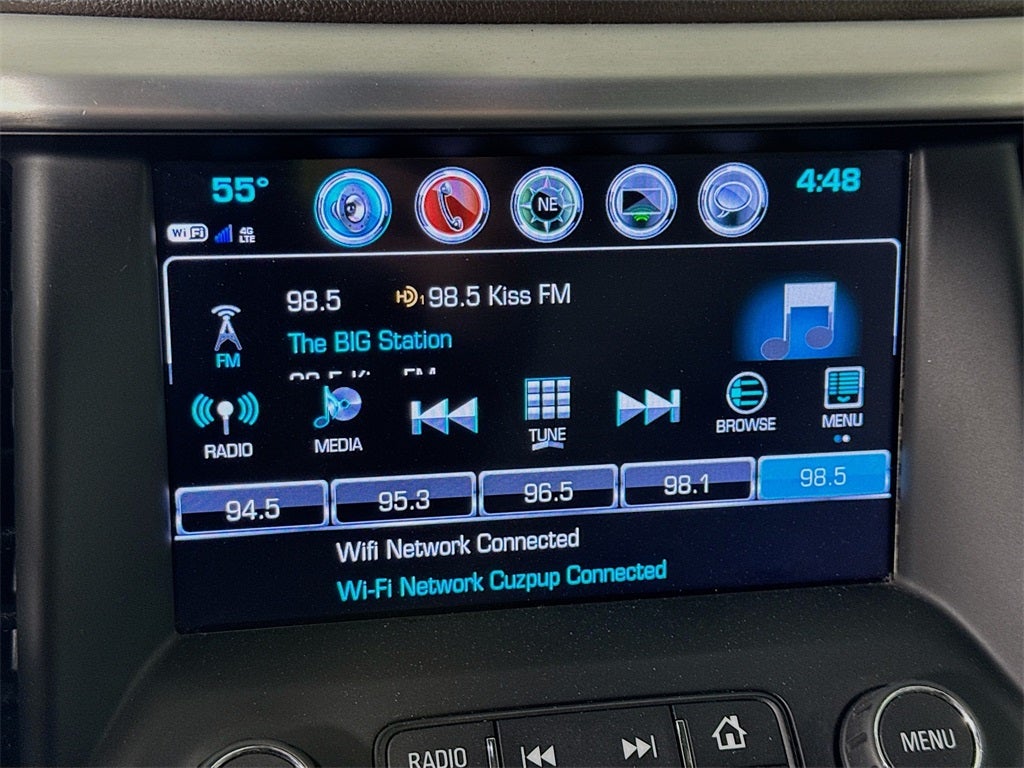 55°
NE
4:48
WiFi
4G
LTE
98.5
HD1 98.5 Kiss FM
The BIG Station
FM
RADIO
MEDIA
TUNE
BROWSE
MENU
94.5
95.3
96.5
98.1
98.5
Wifi Network Connected
Wi-Fi Network Cuzpup Connected
RADIO
MENU